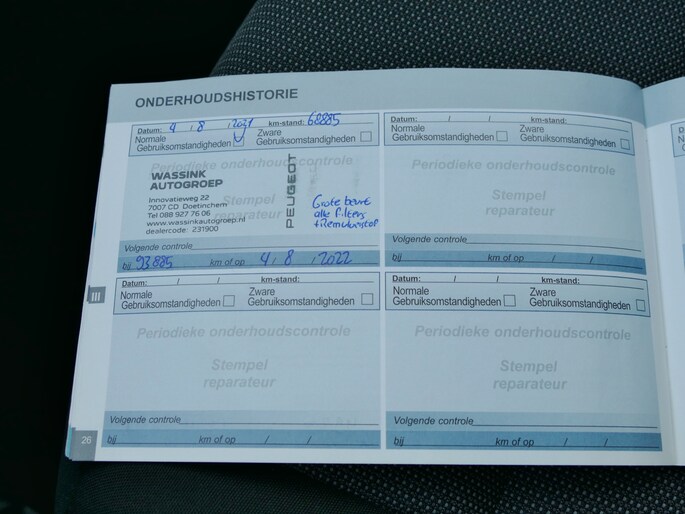 ONDERHOUDSHISTORIE
Datum: 4 / 8 / 2021 km-stand: 68885
Normale Gebruiksomstandigheden
Zware Gebruiksomstandigheden
Periodieke onderhoudscontrole
Stempel reparateur
WASSINK
AUTOGROEP
Innovatieweg 22
7007 CD Doetinchem
Tel 088 927 76 06
www.wassinkautogroep.nl
dealercode: 231900
PEUGEOT
Grote beurt
alle filters
+Remvloeistof
Volgende controle
bij 93.885 km of op 4 / 8 / 2022
Datum: / / km-stand:
Normale Gebruiksomstandigheden
Zware Gebruiksomstandigheden
Periodieke onderhoudscontrole
Stempel
reparateur
Volgende controle
bij km of op / /
III
Datum: / / km-stand:
Normale Gebruiksomstandigheden
Zware Gebruiksomstandigheden
Periodieke onderhoudscontrole
Stempel
reparateur
Volgende controle
bij km of op / /
Datum: / / km-stand:
Normale Gebruiksomstandigheden
Zware Gebruiksomstandigheden
Periodieke onderhoudscontrole
Stempel
reparateur
Volgende controle
bij km of op / /
26